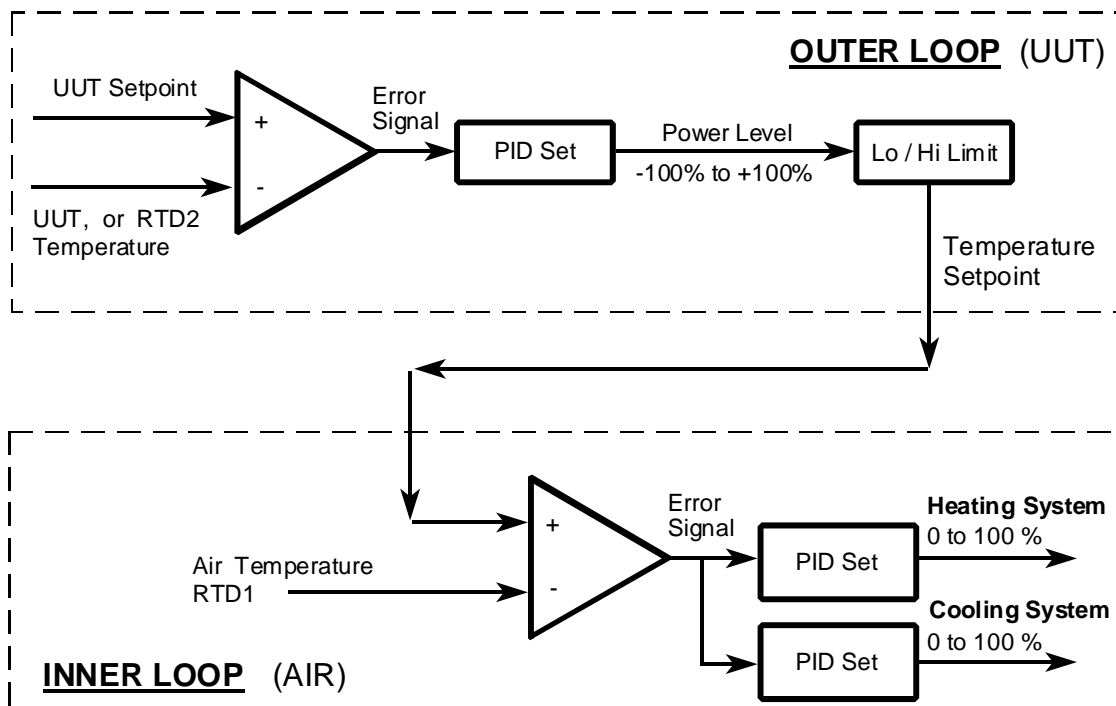 OUTER LOOP (UUT)
UUT Setpoint
+
-
UUT, or RTD2
Temperature
Error
Signal
PID Set
Power Level
-100% to +100%
Lo / Hi Limit
Temperature
Setpoint
+
-
Air Temperature
RTD1
Error
Signal
PID Set
Heating System
0 to 100 %
PID Set
Cooling System
0 to 100 %
INNER LOOP (AIR)